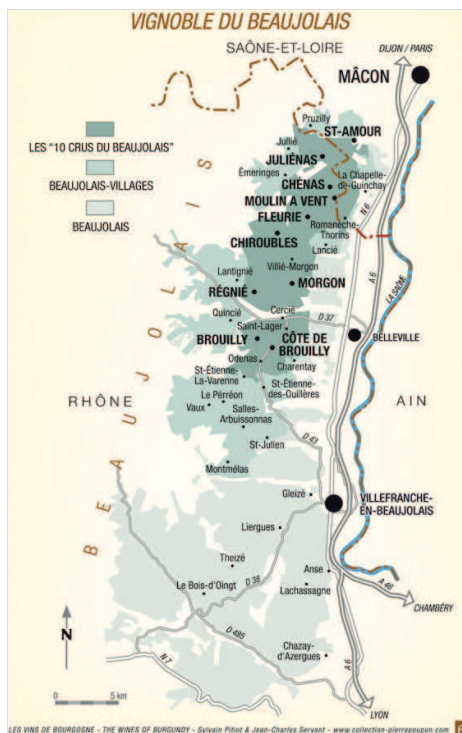 VIGNOBLE DU BEAUJOLAIS
SAÔNE-ET-LOIRE
DIJON / PARIS
MÂCON
Pruzilly
ST-AMOUR
LES "10 CRUS DU BEAUJOLAIS"
Jullié
JULIÉNAS
BEAUJOLAIS-VILLAGES
Émeringes
CHÉNAS
La Chapelle-
de-Guinchay
MOULIN A VENT
N 6
BEAUJOLAIS
FLEURIE
Romanèche-
Thorins
CHIROUBLES
Lancié
Villié-Morgon
A 6
LA SAÔNE
Lantignié
MORGON
RÉGNIÉ
Cercié
D 37
Quincié
Saint-Lager
BROUILLY
CÔTE DE
BROUILLY
BELLEVILLE
Odenas
Charentay
St-Étienne-
La-Varenne
St-Étienne-
des-Ouillères
RHÔNE
AIN
Le Pérréon
Vaux
Salles-
Arbuissonnas
St-Julien
D 43
Montmélas
BEAUJOLAIS
Gleizé
VILLEFRANCHE-
EN-BEAUJOLAIS
Liergues
Theizé
Anse
Le Bois-d'Oingt
D 38
Lachassagne
A 46
CHAMBÉRY
N
D 485
Chazay-
d'Azergues
N 7
A 6
0
5 km
LYON
LES VINS DE BOURGOGNE - THE WINES OF BURGUNDY - Sylvain Pitiot & Jean-Charles Servant - www.collection-pierrepoupon.com